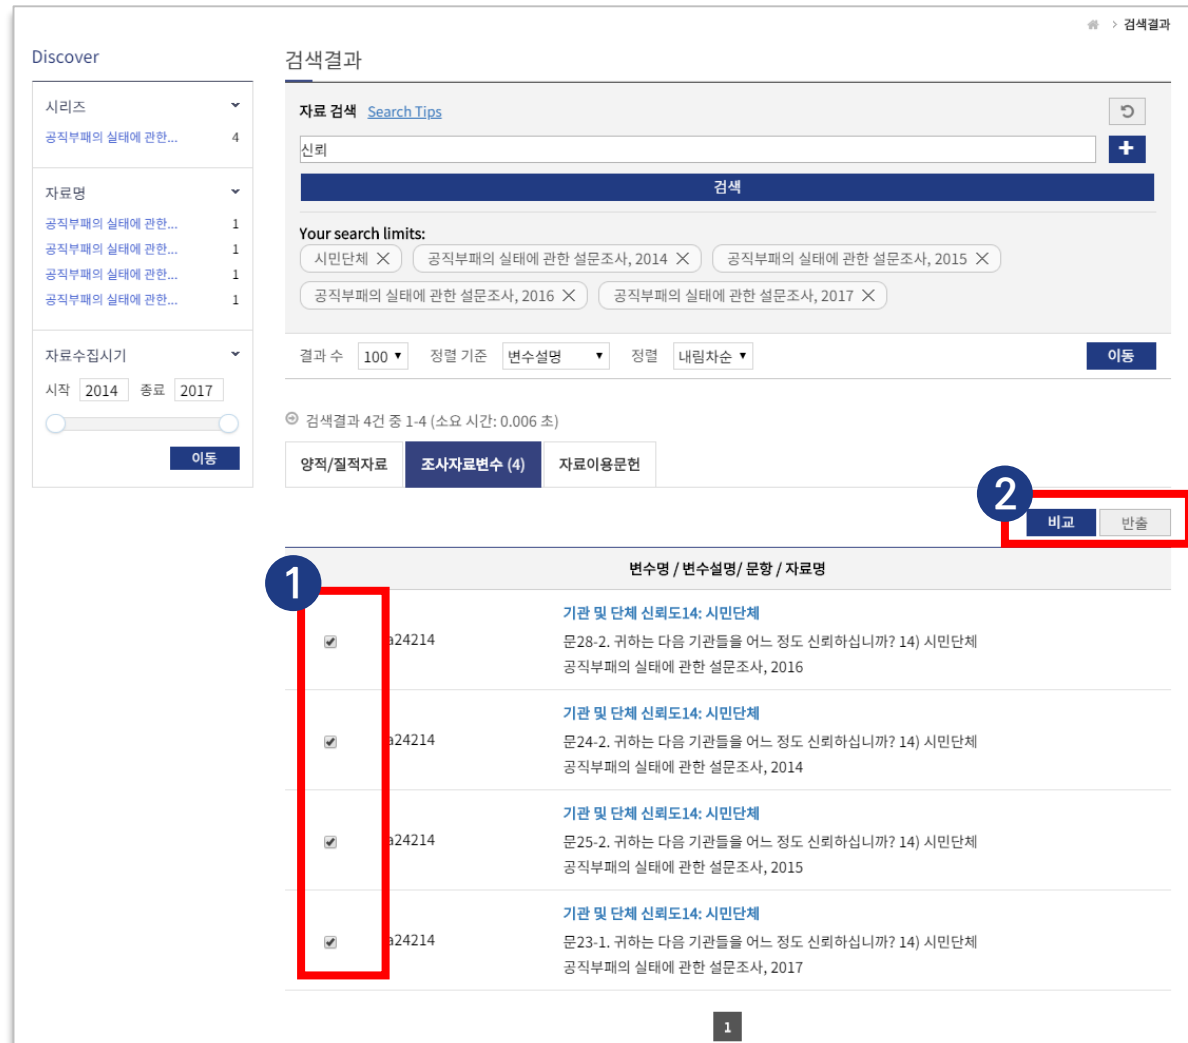 > 검색결과
Discover
시리즈
공직부패의 실태에 관한... 4
자료명
공직부패의 실태에 관한... 1
공직부패의 실태에 관한... 1
공직부패의 실태에 관한... 1
공직부패의 실태에 관한... 1
자료수집시기
시작 2014 종료 2017
이동
검색결과
자료 검색 Search Tips
신뢰
+
검색
Your search limits:
시민단체 X 공직부패의 실태에 관한 설문조사, 2014 X 공직부패의 실태에 관한 설문조사, 2015 X
공직부패의 실태에 관한 설문조사, 2016 X 공직부패의 실태에 관한 설문조사, 2017 X
결과 수 100 정렬 기준 변수설명 정렬 내림차순 이동
검색결과 4건 중 1-4 (소요 시간: 0.006 초)
양적/질적자료 조사자료변수 (4) 자료이용문헌
2
비교 반출
변수명 / 변수설명/ 문항 / 자료명
1
기관 및 단체 신뢰도14: 시민단체
a24214 문28-2. 귀하는 다음 기관들을 어느 정도 신뢰하십니까? 14) 시민단체
공직부패의 실태에 관한 설문조사, 2016
기관 및 단체 신뢰도14: 시민단체
a24214 문24-2. 귀하는 다음 기관들을 어느 정도 신뢰하십니까? 14) 시민단체
공직부패의 실태에 관한 설문조사, 2014
기관 및 단체 신뢰도14: 시민단체
a24214 문25-2. 귀하는 다음 기관들을 어느 정도 신뢰하십니까? 14) 시민단체
공직부패의 실태에 관한 설문조사, 2015
기관 및 단체 신뢰도14: 시민단체
a24214 문23-1. 귀하는 다음 기관들을 어느 정도 신뢰하십니까? 14) 시민단체
공직부패의 실태에 관한 설문조사, 2017
1